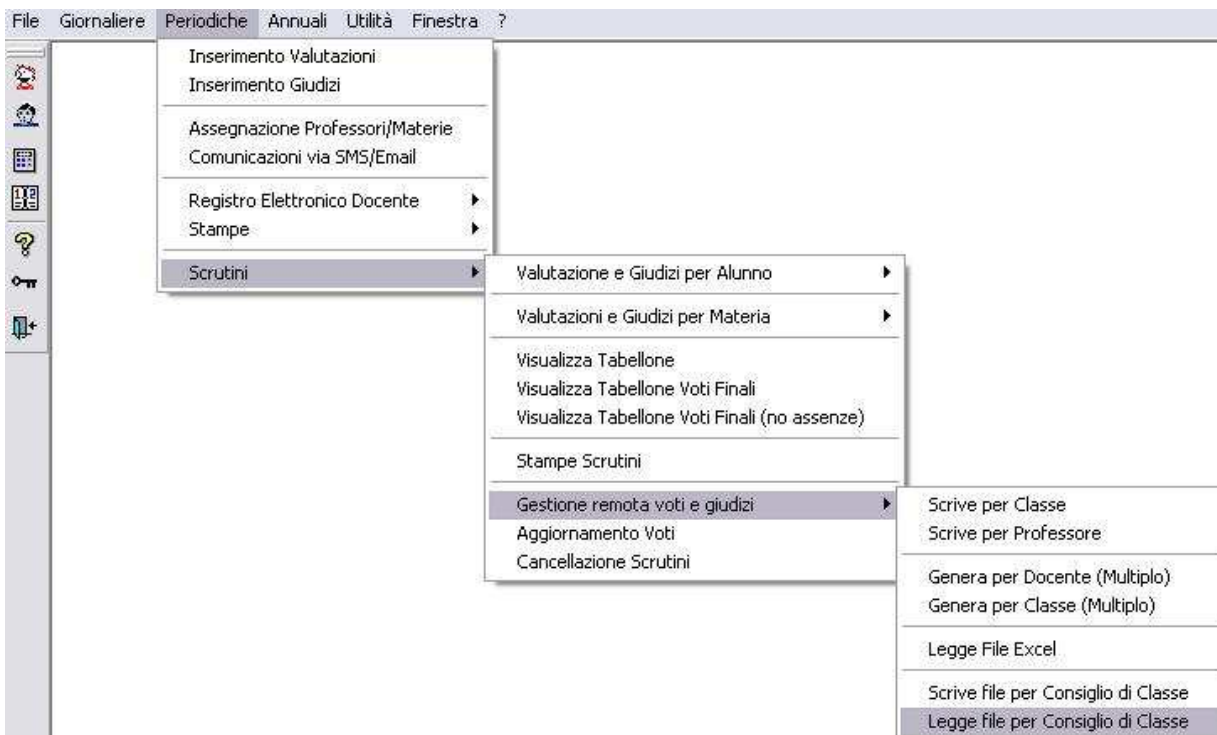 File Giornaliere Periodiche Annuali Utilità Finestra ?
Inserimento Valutazioni
Inserimento Giudizi
Assegnazione Professori/Materie
Comunicazioni via SMS/Email
Registro Elettronico Docente
Stampe
Scrutini
Valutazione e Giudizi per Alunno
Valutazioni e Giudizi per Materia
Visualizza Tabellone
Visualizza Tabellone Voti Finali
Visualizza Tabellone Voti Finali (no assenze)
Stampe Scrutini
Gestione remota voti e giudizi
Aggiornamento Voti
Cancellazione Scrutini
Scrive per Classe
Scrive per Professore
Genera per Docente (Multiplo)
Genera per Classe (Multiplo)
Legge File Excel
Scrive file per Consiglio di Classe
Legge file per Consiglio di Classe